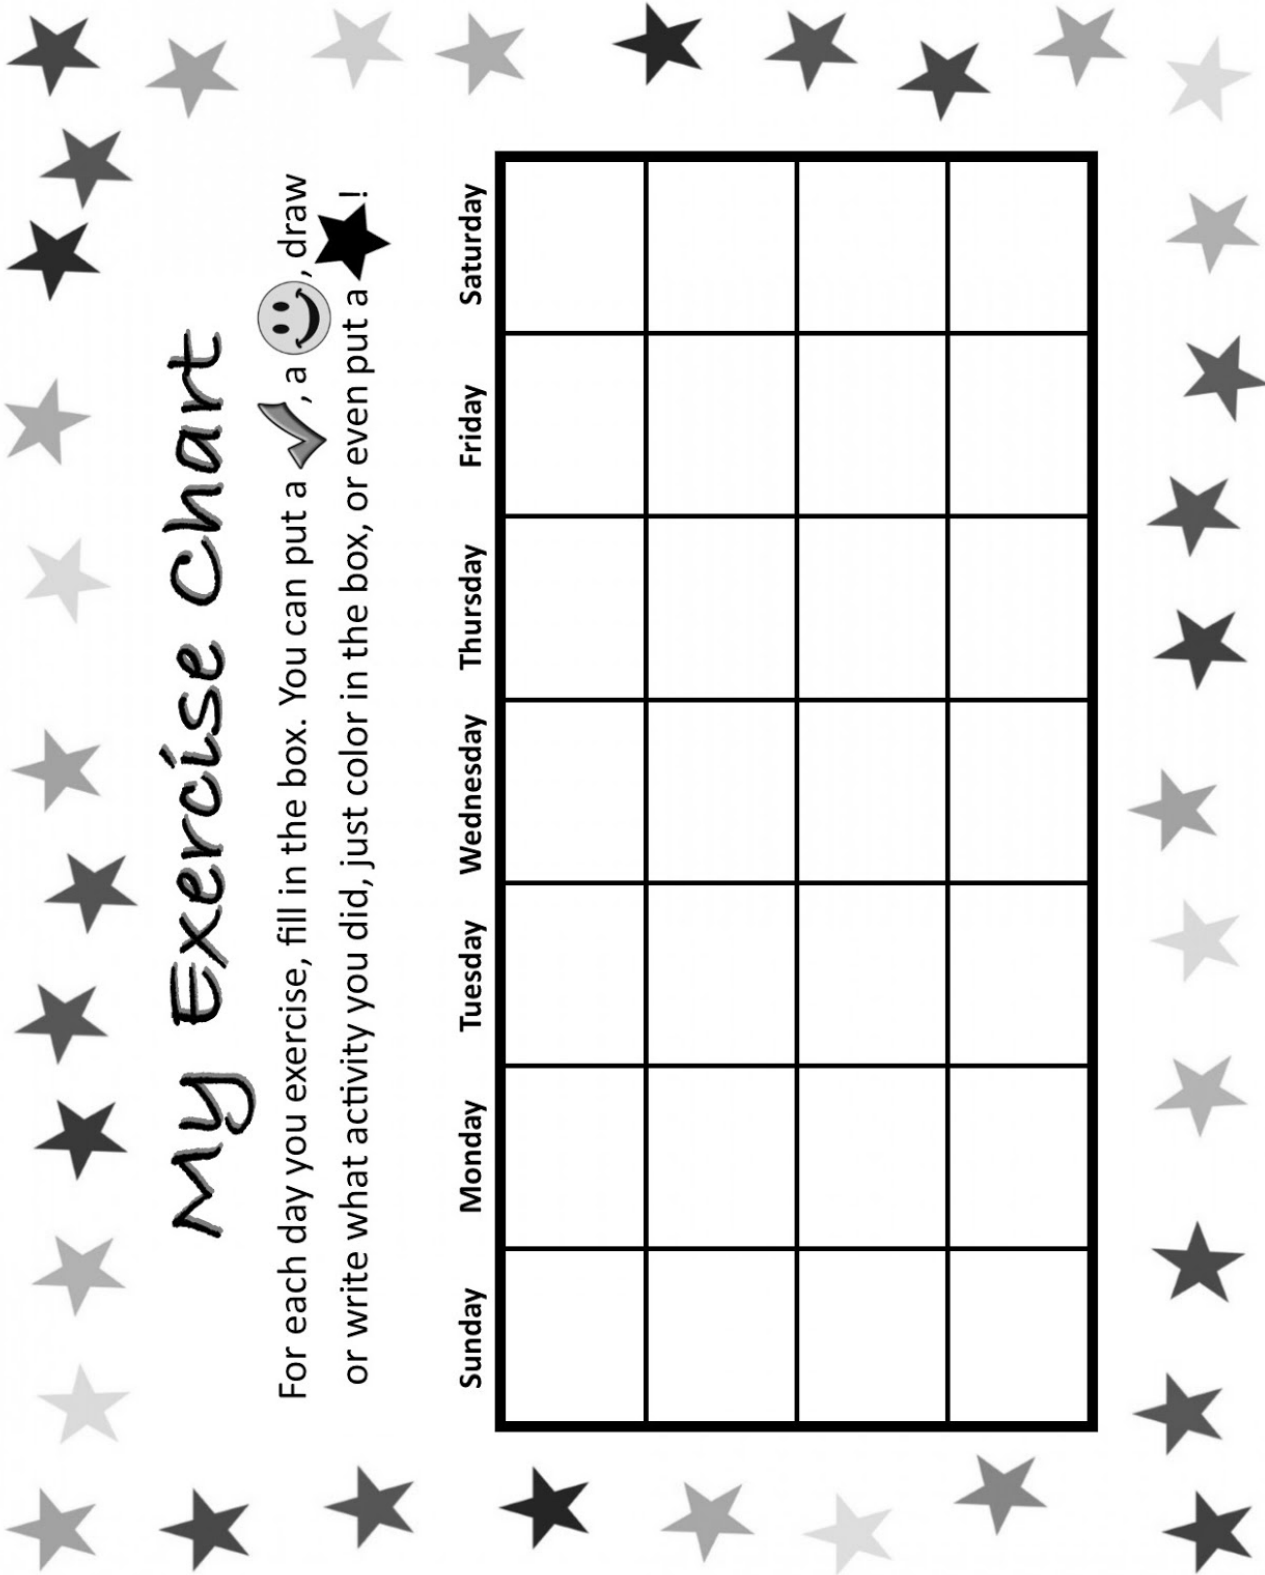 My Exercise Chart
For each day you exercise, fill in the box. You can put a , a , draw
or write what activity you did, just color in the box, or even put a !
Sunday Monday Tuesday Wednesday Thursday Friday Saturday